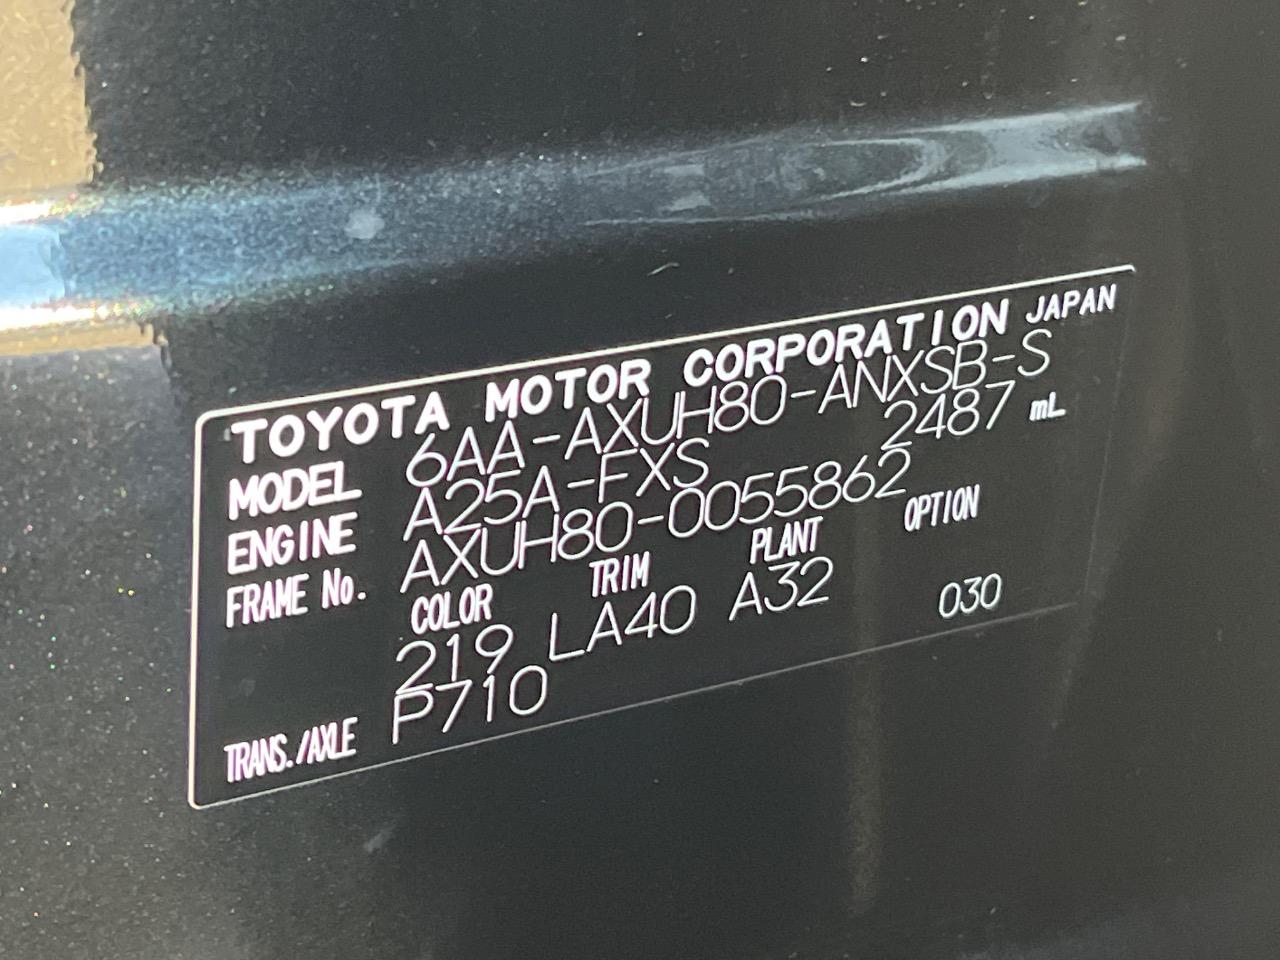 TOYOTA MOTOR CORPORATION JAPAN
MODEL 6AA-AXUH80-ANXSB-S
ENGINE A25A-FXS 2487 mL
FRAME No. AXUH80-0055862
COLOR TRIM PLANT OPTION
219 LA40 A32 030
TRANS./AXLE P710